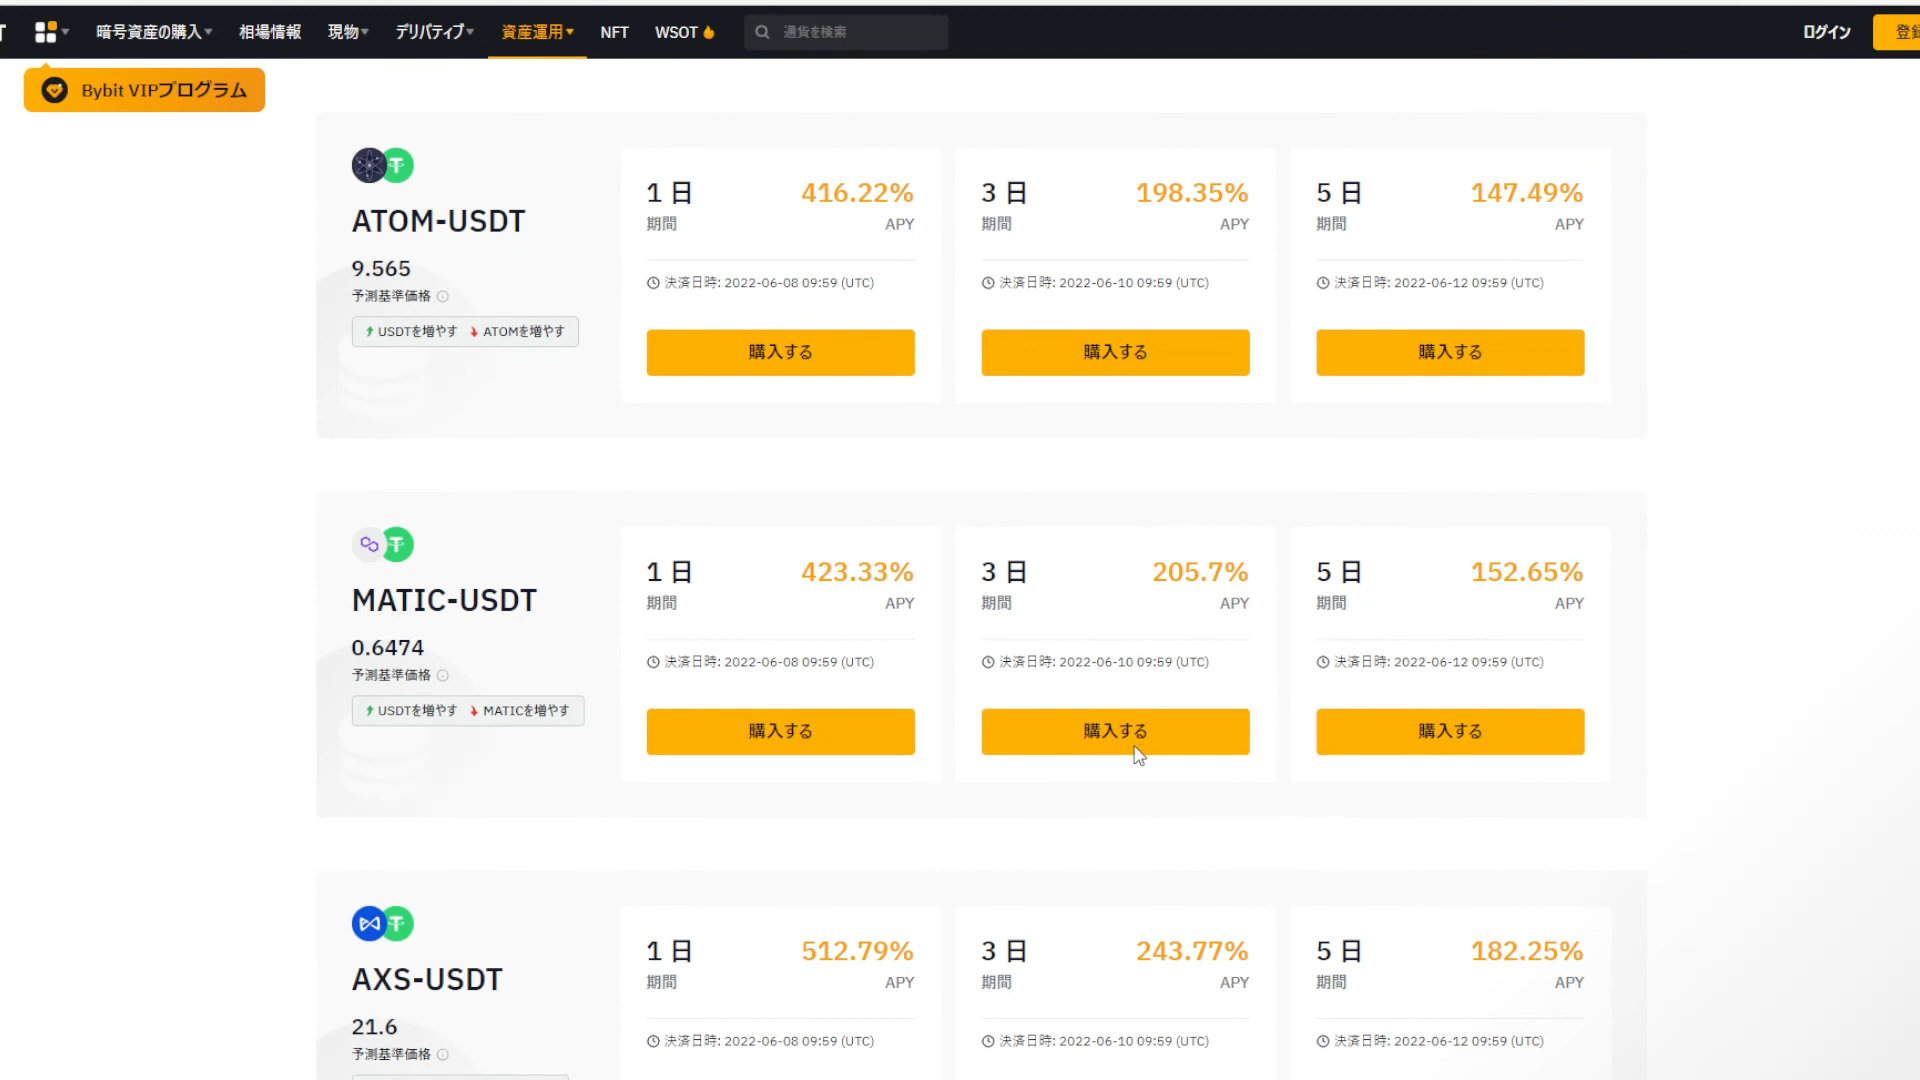 暗号資産の購入 相場情報 現物 デリバティブ 資産運用 NFT WSOT 通貨を検索 ログイン
Bybit VIPプログラム
ATOM-USDT
9.565
予測基準価格
USDTを増やす ATOMを増やす
1 日 416.22%
期間 APY
決済日時: 2022-06-08 09:59 (UTC)
購入する
3 日 198.35%
期間 APY
決済日時: 2022-06-10 09:59 (UTC)
購入する
5 日 147.49%
期間 APY
決済日時: 2022-06-12 09:59 (UTC)
購入する
MATIC-USDT
0.6474
予測基準価格
USDTを増やす MATICを増やす
1 日 423.33%
期間 APY
決済日時: 2022-06-08 09:59 (UTC)
購入する
3 日 205.7%
期間 APY
決済日時: 2022-06-10 09:59 (UTC)
購入する
5 日 152.65%
期間 APY
決済日時: 2022-06-12 09:59 (UTC)
購入する
AXS-USDT
21.6
予測基準価格
1 日 512.79%
期間 APY
決済日時: 2022-06-08 09:59 (UTC)
3 日 243.77%
期間 APY
決済日時: 2022-06-10 09:59 (UTC)
5 日 182.25%
期間 APY
決済日時: 2022-06-12 09:59 (UTC)